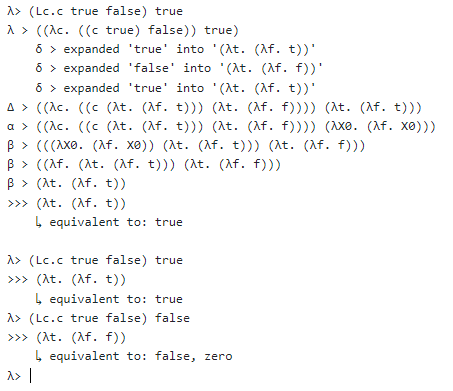 λ> (Lc.c true false) true
λ > ((λc. ((c true) false)) true)
δ > expanded 'true' into '(λt. (λf. t))'
δ > expanded 'false' into '(λt. (λf. f))'
δ > expanded 'true' into '(λt. (λf. t))'
Δ > ((λc. ((c (λt. (λf. t))) (λt. (λf. f)))) (λt. (λf. t)))
α > ((λc. ((c (λt. (λf. t))) (λt. (λf. f)))) (λX0. (λf. X0)))
β > (((λX0. (λf. X0)) (λt. (λf. t))) (λt. (λf. f)))
β > ((λf. (λt. (λf. t))) (λt. (λf. f)))
β > (λt. (λf. t))
>>> (λt. (λf. t))
↳ equivalent to: true
λ> (Lc.c true false) true
>>> (λt. (λf. t))
↳ equivalent to: true
λ> (Lc.c true false) false
>>> (λt. (λf. f))
↳ equivalent to: false, zero
λ>